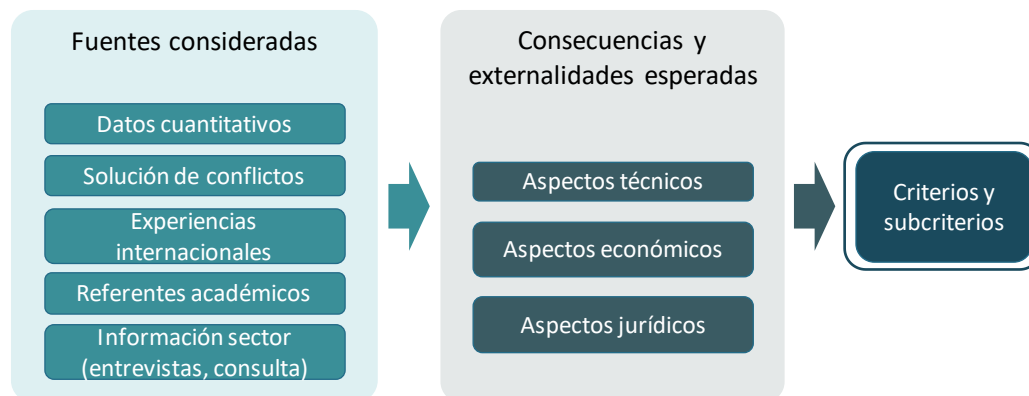 Fuentes consideradas
Datos cuantitativos
Solución de conflictos
Experiencias
internacionales
Referentes académicos
Información sector
(entrevistas, consulta)
Consecuencias y
externalidades esperadas
Aspectos técnicos
Aspectos económicos
Aspectos jurídicos
Criterios y
subcriterios